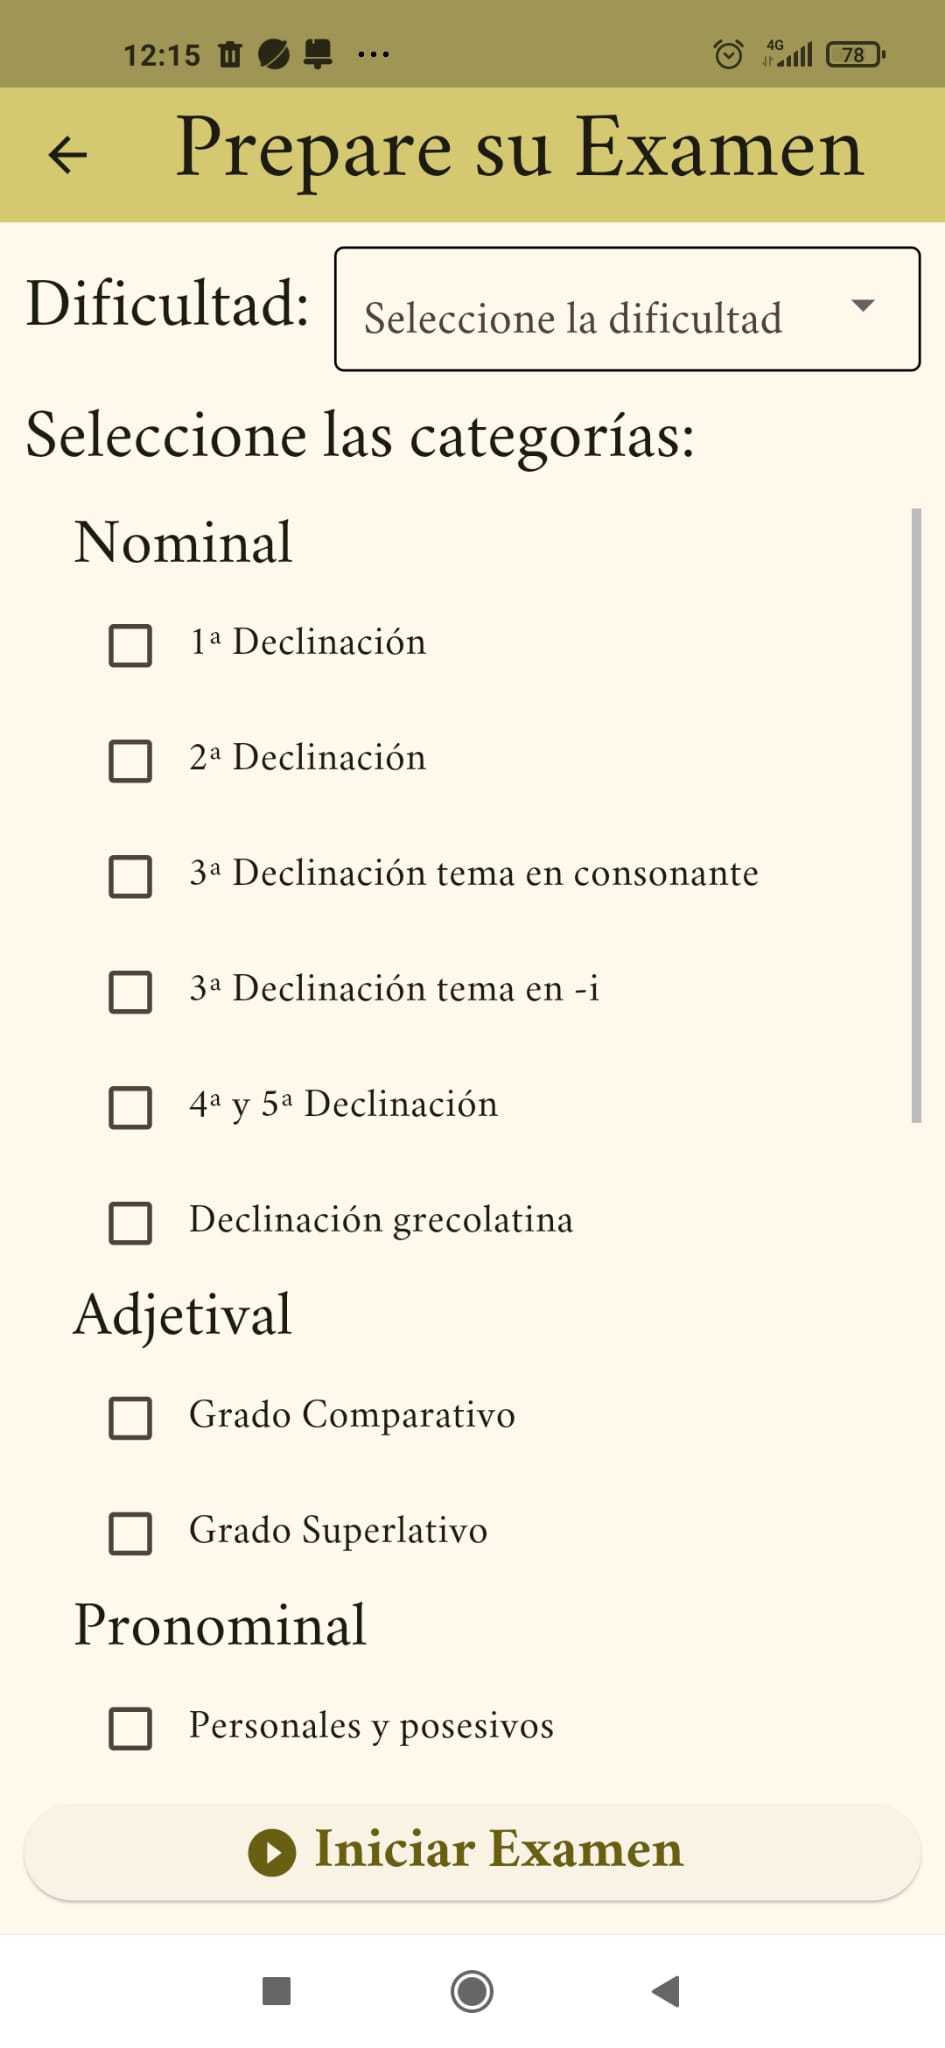 12:15
4G
78
Prepare su Examen
Dificultad:
Seleccione la dificultad
Seleccione las categorías:
Nominal
1ª Declinación
2ª Declinación
3ª Declinación tema en consonante
3ª Declinación tema en -i
4ª y 5ª Declinación
Declinación grecolatina
Adjetival
Grado Comparativo
Grado Superlativo
Pronominal
Personales y posesivos
Iniciar Examen